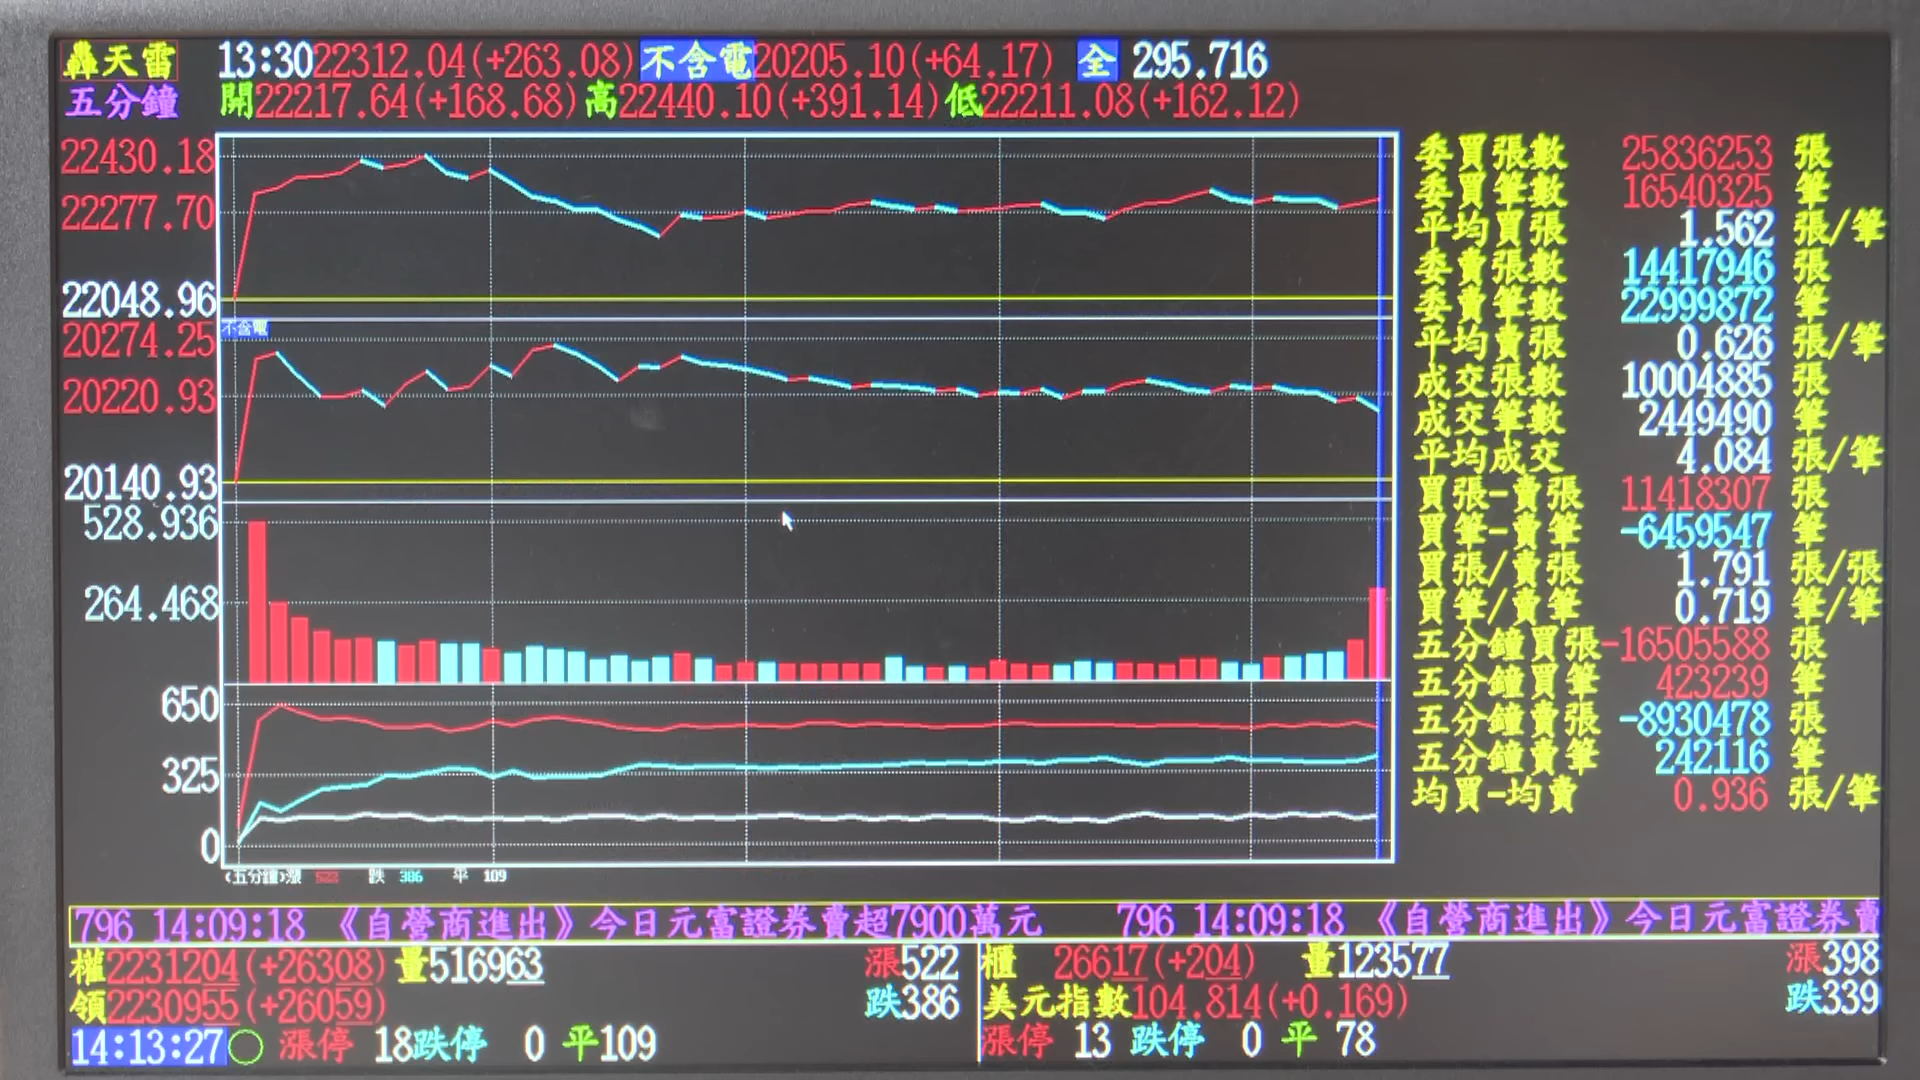 轟天雷 13:30 22312.04(+263.08) 不含電 20205.10(+64.17) 全 295.716
五分鐘 開22217.64(+168.68) 高22440.10(+391.14) 低22211.08(+162.12)
22430.18
22277.70
22048.96
不含電
20274.25
20220.93
20140.93
528.936
264.468
650
325
0
(五分鐘)漲 522 跌 386 平 109
委買張數 25836253 張
委買筆數 16540325 筆
平均買張 1.562 張/筆
委賣張數 14417946 張
委賣筆數 22999872 筆
平均賣張 0.626 張/筆
成交張數 10004885 張
成交筆數 2449490 筆
平均成交 4.084 張/筆
買張-賣張 11418307 張
買筆-賣筆 -6459547 筆
買張/賣張 1.791 張/張
買筆/賣筆 0.719 筆/筆
五分鐘買張 -16505588 張
五分鐘買筆 423239 筆
五分鐘賣張 -8930478 張
五分鐘賣筆 242116 筆
均買-均賣 0.936 張/筆
796 14:09:18 《自營商進出》今日元富證券賣超7900萬元 796 14:09:18 《自營商進出》今日元富證券賣
權2231204(+26308) 量516963 漲522
領2230955(+26059) 跌386
14:13:27 漲停 18 跌停 0 平109
櫃 26617(+204) 量123577 漲398
美元指數104.814(+0.169) 跌339
漲停 13 跌停 0 平 78